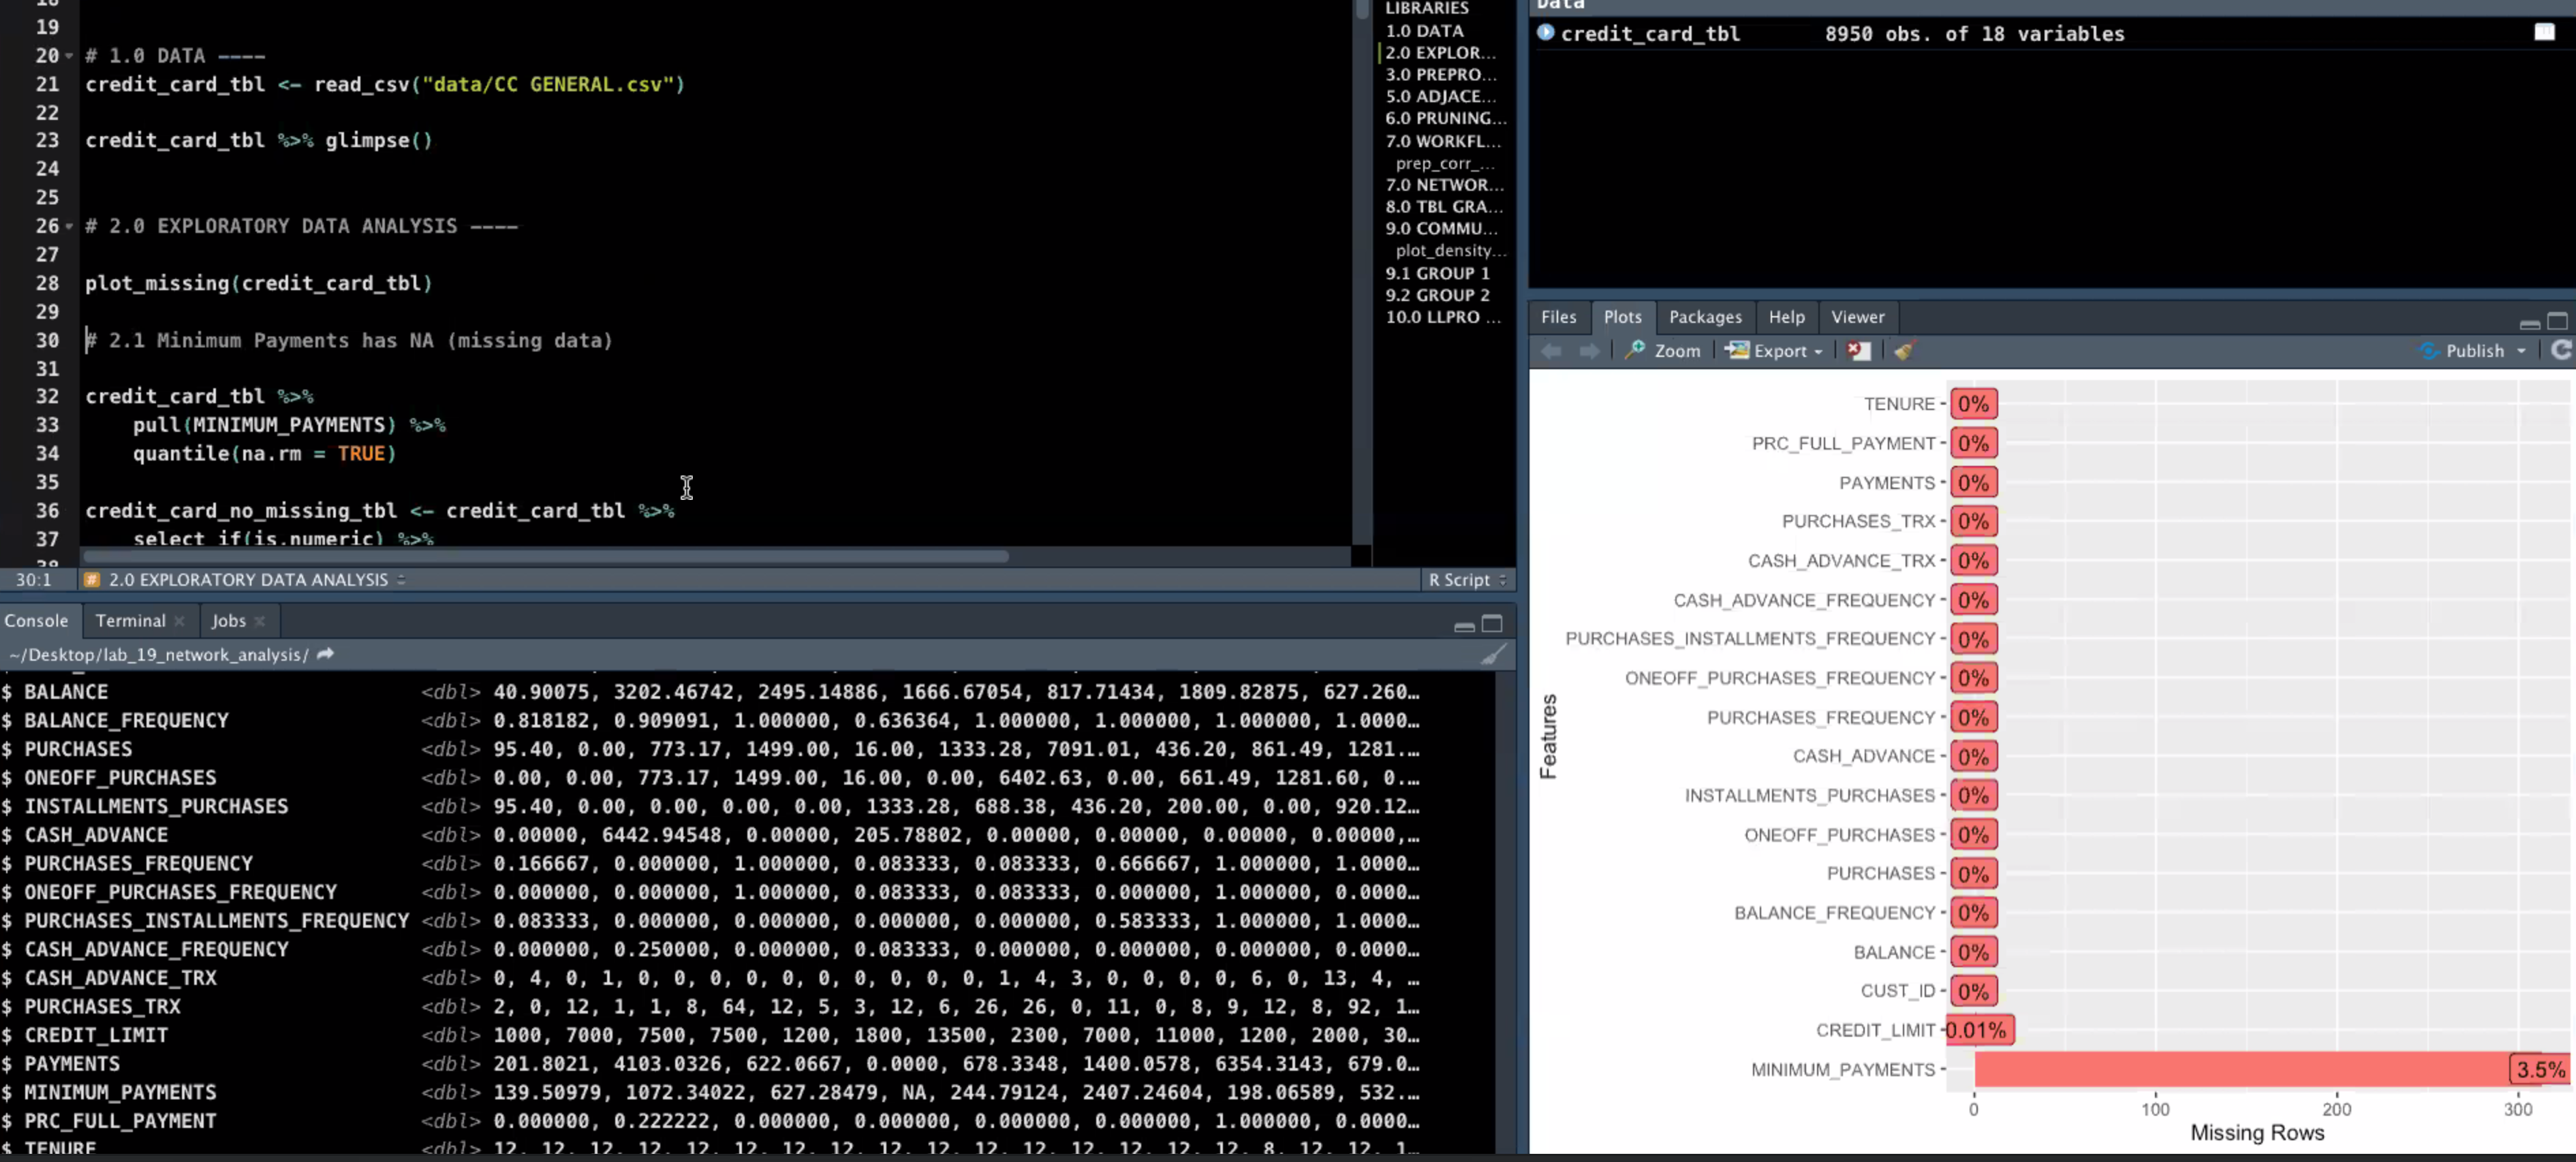 18
19
20 # 1.0 DATA ----
21 credit_card_tbl <- read_csv("data/CC GENERAL.csv")
22
23 credit_card_tbl %>% glimpse()
24
25
26 # 2.0 EXPLORATORY DATA ANALYSIS ----
27
28 plot_missing(credit_card_tbl)
29
30 # 2.1 Minimum Payments has NA (missing data)
31
32 credit_card_tbl %>%
33 pull(MINIMUM_PAYMENTS) %>%
34 quantile(na.rm = TRUE)
35
36 credit_card_no_missing_tbl <- credit_card_tbl %>%
37 select_if(is.numeric) %>%
38
30:1 # 2.0 EXPLORATORY DATA ANALYSIS R Script
LIBRARIES
1.0 DATA
2.0 EXPLOR...
3.0 PREPRO...
5.0 ADJACE...
6.0 PRUNING...
7.0 WORKFL...
prep_corr_...
7.0 NETWOR...
8.0 TBL GRA...
9.0 COMMU...
plot_density...
9.1 GROUP 1
9.2 GROUP 2
10.0 LLPRO ...
Console Terminal Jobs
~/Desktop/lab_19_network_analysis/
$ BALANCE <dbl> 40.90075, 3202.46742, 2495.14886, 1666.67054, 817.71434, 1809.82875, 627.260…
$ BALANCE_FREQUENCY <dbl> 0.818182, 0.909091, 1.000000, 0.636364, 1.000000, 1.000000, 1.000000, 1.0000…
$ PURCHASES <dbl> 95.40, 0.00, 773.17, 1499.00, 16.00, 1333.28, 7091.01, 436.20, 861.49, 1281.…
$ ONEOFF_PURCHASES <dbl> 0.00, 0.00, 773.17, 1499.00, 16.00, 0.00, 6402.63, 0.00, 661.49, 1281.60, 0.…
$ INSTALLMENTS_PURCHASES <dbl> 95.40, 0.00, 0.00, 0.00, 0.00, 1333.28, 688.38, 436.20, 200.00, 0.00, 920.12…
$ CASH_ADVANCE <dbl> 0.00000, 6442.94548, 0.00000, 205.78802, 0.00000, 0.00000, 0.00000, 0.00000,…
$ PURCHASES_FREQUENCY <dbl> 0.166667, 0.000000, 1.000000, 0.083333, 0.083333, 0.666667, 1.000000, 1.0000…
$ ONEOFF_PURCHASES_FREQUENCY <dbl> 0.000000, 0.000000, 1.000000, 0.083333, 0.083333, 0.000000, 1.000000, 0.0000…
$ PURCHASES_INSTALLMENTS_FREQUENCY <dbl> 0.083333, 0.000000, 0.000000, 0.000000, 0.000000, 0.583333, 1.000000, 1.0000…
$ CASH_ADVANCE_FREQUENCY <dbl> 0.000000, 0.250000, 0.000000, 0.083333, 0.000000, 0.000000, 0.000000, 0.0000…
$ CASH_ADVANCE_TRX <dbl> 0, 4, 0, 1, 0, 0, 0, 0, 0, 0, 0, 0, 0, 0, 1, 4, 3, 0, 0, 0, 0, 6, 0, 13, 4, …
$ PURCHASES_TRX <dbl> 2, 0, 12, 1, 1, 8, 64, 12, 5, 3, 12, 6, 26, 26, 0, 11, 0, 8, 9, 12, 8, 92, 1…
$ CREDIT_LIMIT <dbl> 1000, 7000, 7500, 7500, 1200, 1800, 13500, 2300, 7000, 11000, 1200, 2000, 30…
$ PAYMENTS <dbl> 201.8021, 4103.0326, 622.0667, 0.0000, 678.3348, 1400.0578, 6354.3143, 679.0…
$ MINIMUM_PAYMENTS <dbl> 139.50979, 1072.34022, 627.28479, NA, 244.79124, 2407.24604, 198.06589, 532.…
$ PRC_FULL_PAYMENT <dbl> 0.000000, 0.222222, 0.000000, 0.000000, 0.000000, 0.000000, 1.000000, 0.0000…
$ TENURE <dbl> 12, 12, 12, 12, 12, 12, 12, 12, 12, 12, 12, 12, 12, 12, 12, 12, 8, 12, 12, 1…
Data
credit_card_tbl 8950 obs. of 18 variables
Files Plots Packages Help Viewer
Zoom Export Publish
TENURE 0%
PRC_FULL_PAYMENT 0%
PAYMENTS 0%
PURCHASES_TRX 0%
CASH_ADVANCE_TRX 0%
CASH_ADVANCE_FREQUENCY 0%
PURCHASES_INSTALLMENTS_FREQUENCY 0%
ONEOFF_PURCHASES_FREQUENCY 0%
PURCHASES_FREQUENCY 0%
CASH_ADVANCE 0%
INSTALLMENTS_PURCHASES 0%
ONEOFF_PURCHASES 0%
PURCHASES 0%
BALANCE_FREQUENCY 0%
BALANCE 0%
CUST_ID 0%
CREDIT_LIMIT 0.01%
MINIMUM_PAYMENTS 3.5%
Features
0 100 200 300
Missing Rows